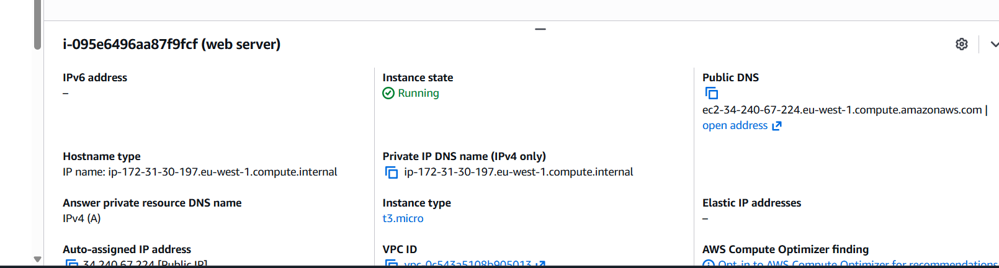 i-095e6496aa87f9fcf (web server)
IPv6 address
–
Instance state
Running
Public DNS
ec2-34-240-67-224.eu-west-1.compute.amazonaws.com |
open address
Hostname type
IP name: ip-172-31-30-197.eu-west-1.compute.internal
Private IP DNS name (IPv4 only)
ip-172-31-30-197.eu-west-1.compute.internal
Answer private resource DNS name
IPv4 (A)
Instance type
t3.micro
Elastic IP addresses
–
Auto-assigned IP address
34.240.67.224 [Public IP]
VPC ID
vpc-0c543a5108b905013
AWS Compute Optimizer finding
Opt-in to AWS Compute Optimizer for recommendations